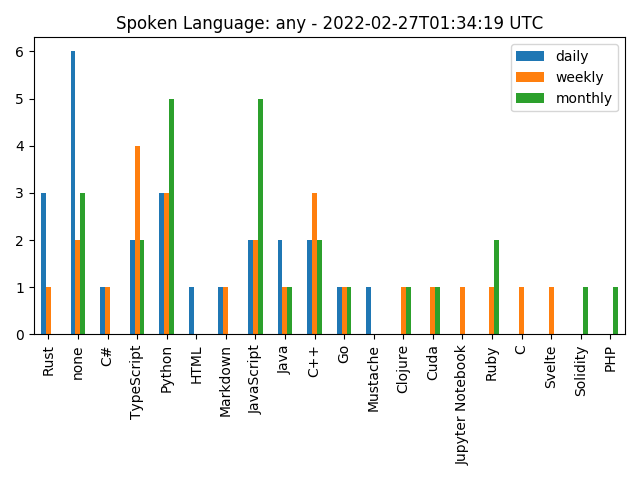 Spoken Language: any - 2022-02-27T01:34:19 UTC
daily
weekly
monthly
6
5
4
3
2
1
0
Rust
none
C#
TypeScript
Python
HTML
Markdown
JavaScript
Java
C++
Go
Mustache
Clojure
Cuda
Jupyter Notebook
Ruby
C
Svelte
Solidity
PHP